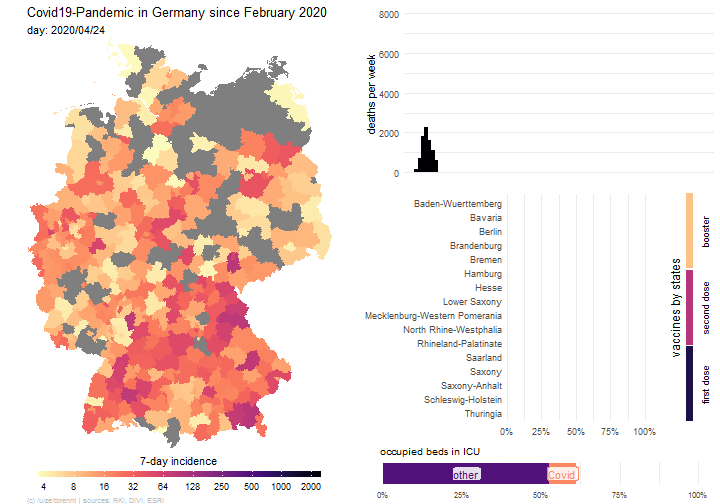 Covid19-Pandemic in Germany since February 2020
day: 2020/04/24
7-day incidence
4 8 16 32 64 128 250 500 1000 2000
(c) /u/zeitbrennt | sources: RKI, DIVI, ESRI
deaths per week
8000
6000
4000
2000
0
Baden-Wuerttemberg
Bavaria
Berlin
Brandenburg
Bremen
Hamburg
Hesse
Lower Saxony
Mecklenburg-Western Pomerania
North Rhine-Westphalia
Rhineland-Palatinate
Saarland
Saxony
Saxony-Anhalt
Schleswig-Holstein
Thuringia
0% 25% 50% 75% 100%
vaccines by states
booster
second dose
first dose
occupied beds in ICU
other Covid
0% 25% 50% 75% 100%